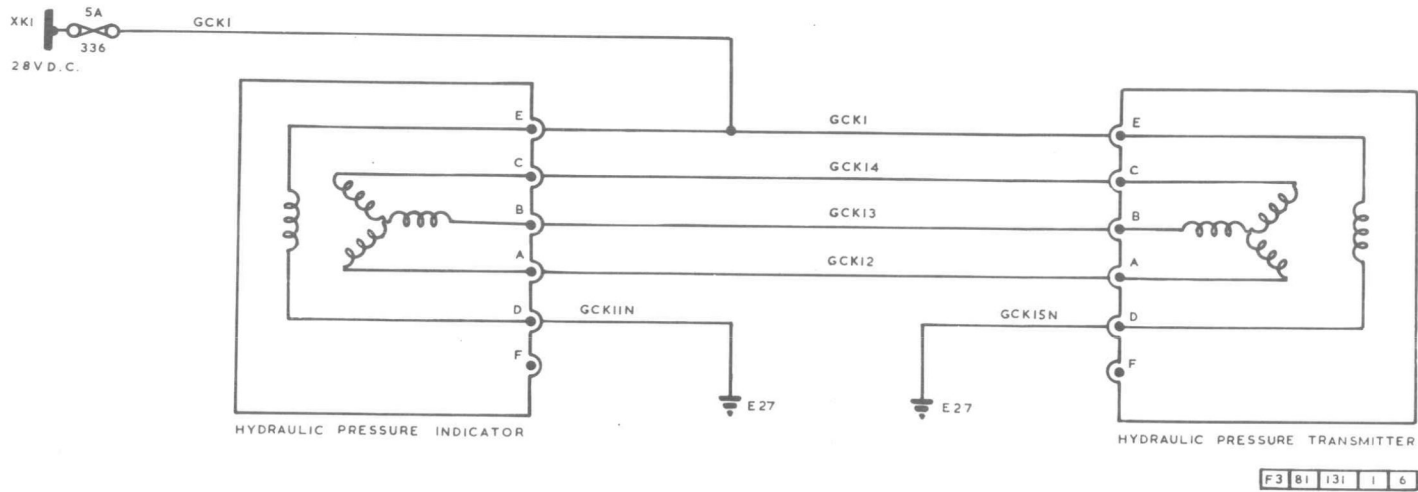 XK1
5A
336
28V D.C.
GCK1
E
C
B
A
D
F
GCK1
GCK14
GCK13
GCK12
GCK11N
GCK15N
E27
E27
E
C
B
A
D
F
HYDRAULIC PRESSURE INDICATOR
HYDRAULIC PRESSURE TRANSMITTER
F3 81 131 1 6